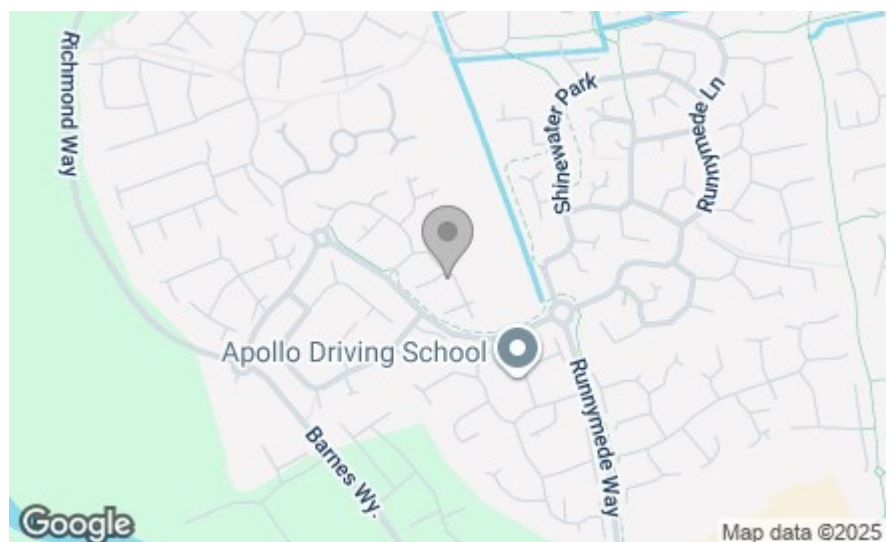 Richmond Way
Shinewater Park
Runnymede Ln
Apollo Driving School
Runnymede Way
Barnes Wy.
Google
Map data ©2025